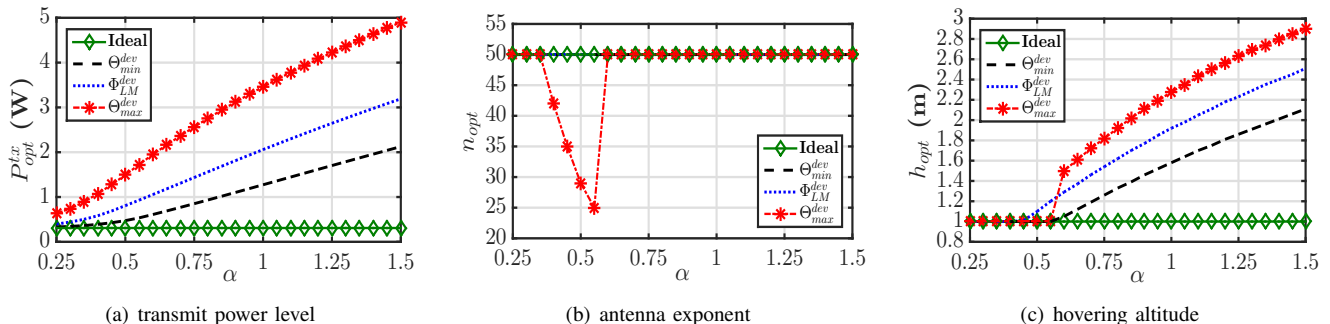 5
4
3
2
1
0
P^{tx}_{opt} (W)
Ideal
Θ^{dev}_{min}
Φ^{dev}_{LM}
Θ^{dev}_{max}
0.25 0.5 0.75 1 1.25 1.5
α
(a) transmit power level
50
45
40
35
30
25
20
n_{opt}
Ideal
Θ^{dev}_{min}
Φ^{dev}_{LM}
Θ^{dev}_{max}
0.25 0.5 0.75 1 1.25 1.5
α
(b) antenna exponent
3
2.8
2.6
2.4
2.2
2
1.8
1.6
1.4
1.2
1
0.8
h_{opt} (m)
Ideal
Θ^{dev}_{min}
Φ^{dev}_{LM}
Θ^{dev}_{max}
0.25 0.5 0.75 1 1.25 1.5
α
(c) hovering altitude